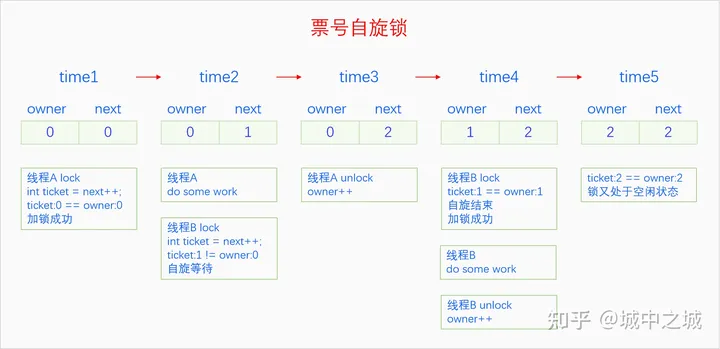 票号自旋锁
time1
time2
time3
time4
time5
owner next
owner next
owner next
owner next
owner next
0 0
0 1
0 2
1 2
2 2
线程A lock
int ticket = next++;
ticket:0 == owner:0
加锁成功
线程A
do some work
线程B lock
int ticket = next++;
ticket:1 != owner:0
自旋等待
线程A unlock
owner++
线程B lock
ticket:1 == owner:1
自旋结束
加锁成功
线程B
do some work
线程B unlock
owner++
ticket:2 == owner:2
锁又处于空闲状态
知乎 @城中之城